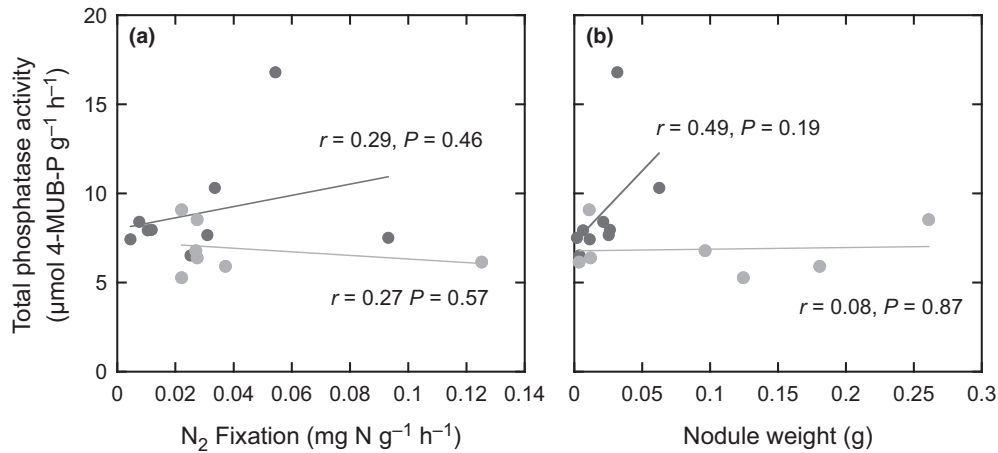 Total phosphatase activity
(µmol 4-MUB-P g⁻¹ h⁻¹)
20
15
10
5
0
(a)
r = 0.29, P = 0.46
r = 0.27 P = 0.57
0 0.02 0.04 0.06 0.08 0.10 0.12 0.14
N₂ Fixation (mg N g⁻¹ h⁻¹)
(b)
r = 0.49, P = 0.19
r = 0.08, P = 0.87
0 0.05 0.1 0.15 0.2 0.25 0.3
Nodule weight (g)